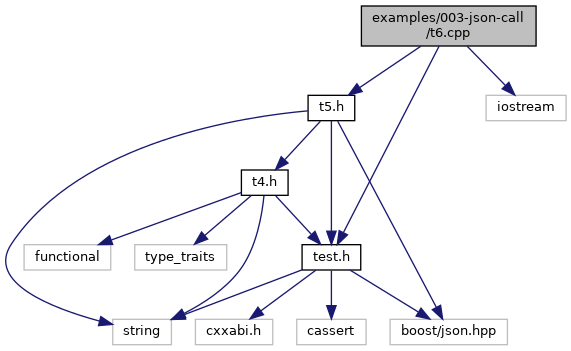 examples/003-json-call
/t6.cpp
t5.h
iostream
t4.h
functional
type_traits
test.h
string
cxxabi.h
cassert
boost/json.hpp